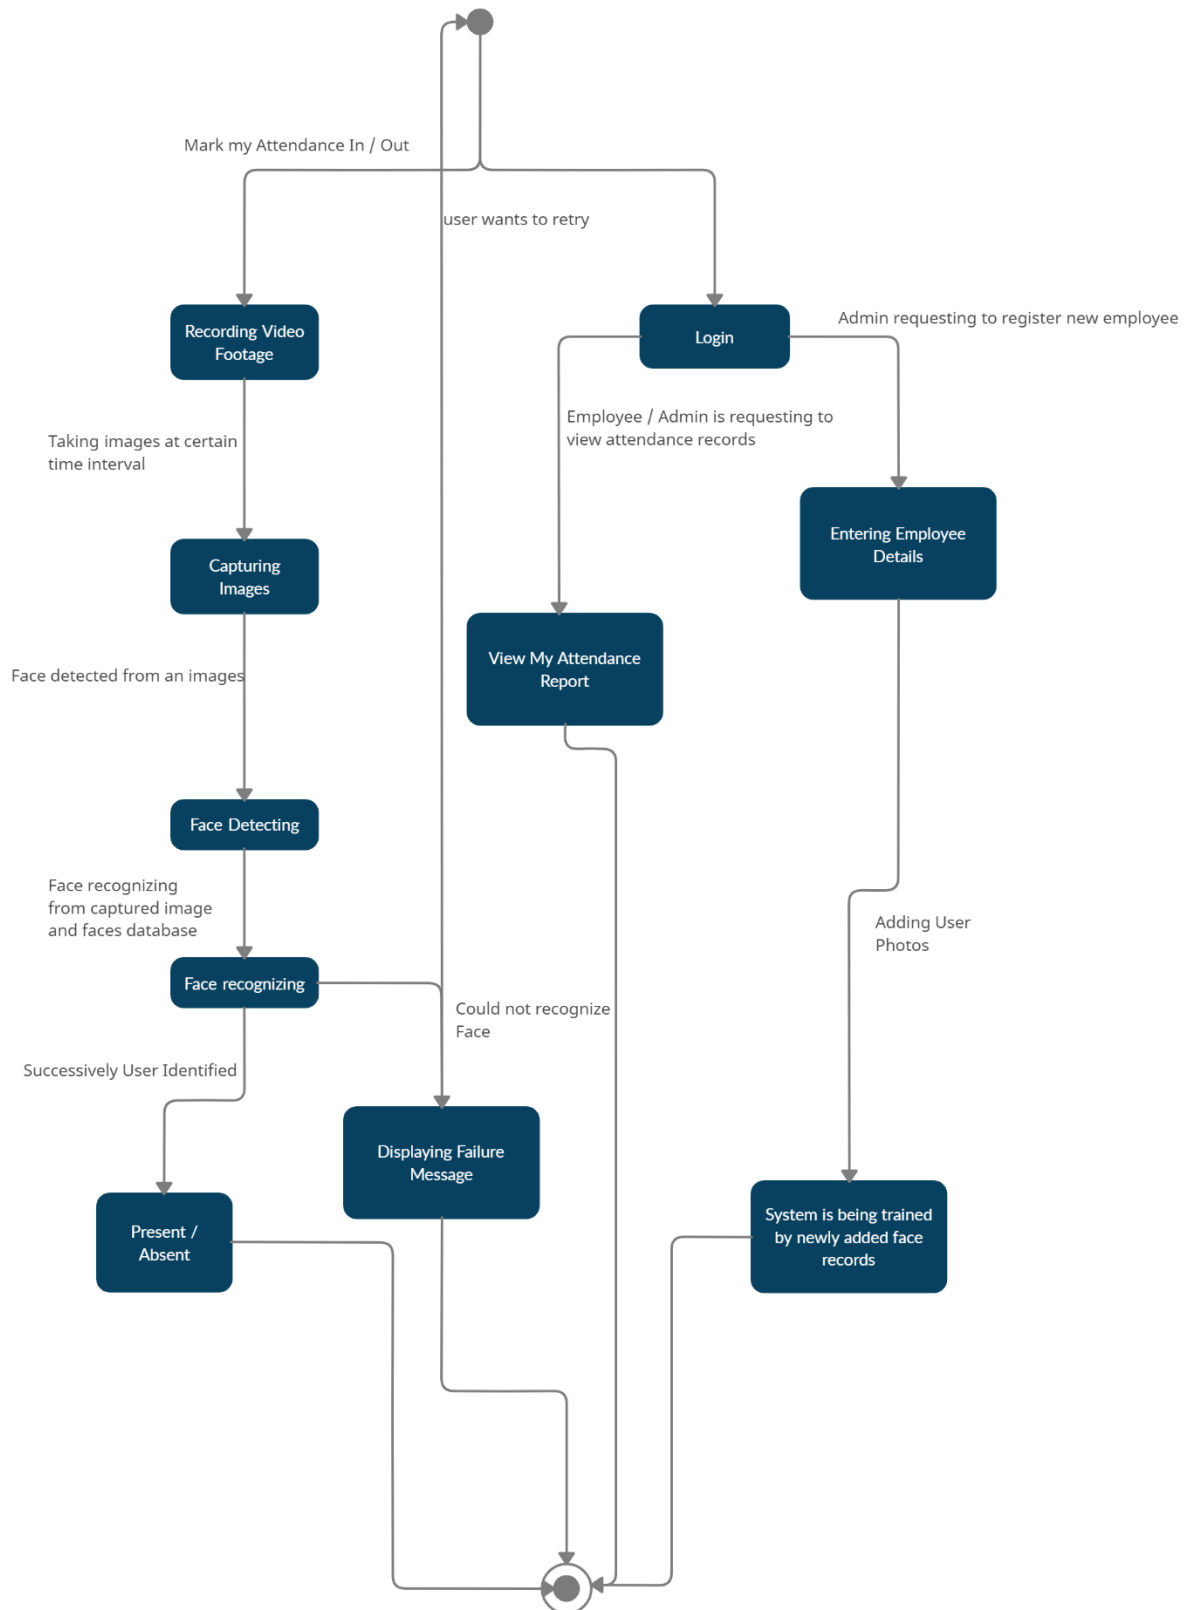 Mark my Attendance In / Out
user wants to retry
Recording Video
Footage
Login
Admin requesting to register new employee
Employee / Admin is requesting to
view attendance records
Taking images at certain
time interval
Entering Employee
Details
Capturing
Images
View My Attendance
Report
Face detected from an images
Face Detecting
Face recognizing
from captured image
and faces database
Adding User
Photos
Face recognizing
Could not recognize
Face
Successively User Identified
Displaying Failure
Message
Present /
Absent
System is being trained
by newly added face
records